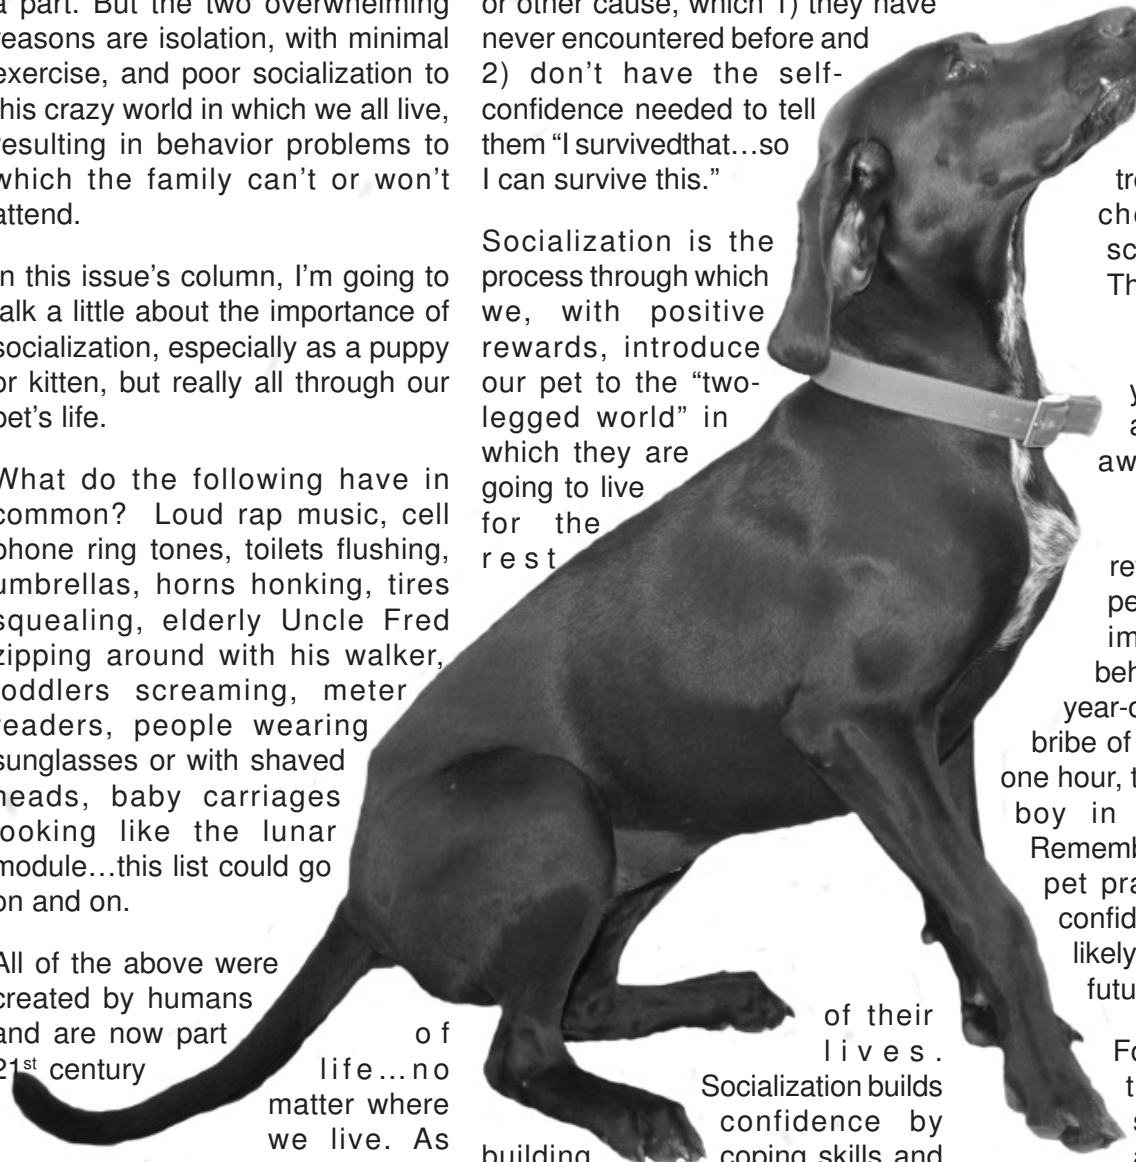 a part. But the two overwhelming
reasons are isolation, with minimal
exercise, and poor socialization to
this crazy world in which we all live,
resulting in behavior problems to
which the family can't or won't
attend.
In this issue's column, I'm going to
talk a little about the importance of
socialization, especially as a puppy
or kitten, but really all through our
pet's life.
What do the following have in
common? Loud rap music, cell
phone ring tones, toilets flushing,
umbrellas, horns honking, tires
squealing, elderly Uncle Fred
zipping around with his walker,
toddlers screaming, meter
readers, people wearing
sunglasses or with shaved
heads, baby carriages
looking like the lunar
module…this list could go
on and on.
All of the above were
created by humans
and are now part of
21st century life…no
matter where
we live. As
or other cause, which 1) they have
never encountered before and
2) don't have the self-
confidence needed to tell
them “I survivedthat…so
I can survive this.”
Socialization is the
process through which
we, with positive
rewards, introduce
our pet to the “two-
legged world” in
which they are
going to live
for the
rest
of their
lives.
Socialization builds
confidence by
building coping skills and
bribe of
one hour,
boy in
pet
likely